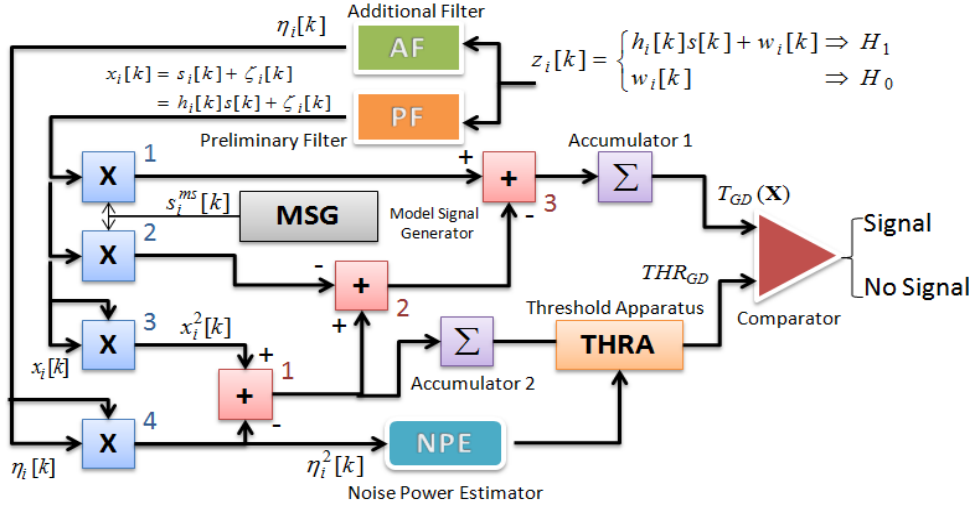 Additional Filter
η_i[k]
AF
z_i[k] = { h_i[k]s[k] + w_i[k] ⇒ H_1
w_i[k] ⇒ H_0
x_i[k] = s_i[k] + ζ_i[k]
= h_i[k]s[k] + ζ_i[k]
PF
Preliminary Filter
Accumulator 1
X
1
+
+
3
-
Σ
T_GD(X)
s_i^ms[k]
MSG
Model Signal
Generator
Signal
X
2
-
+
2
+
THR_GD
No Signal
Comparator
Threshold Apparatus
X
3
x_i^2[k]
x_i[k]
Σ
Accumulator 2
THRA
+
+
1
-
X
4
η_i[k]
η_i^2[k]
NPE
Noise Power Estimator